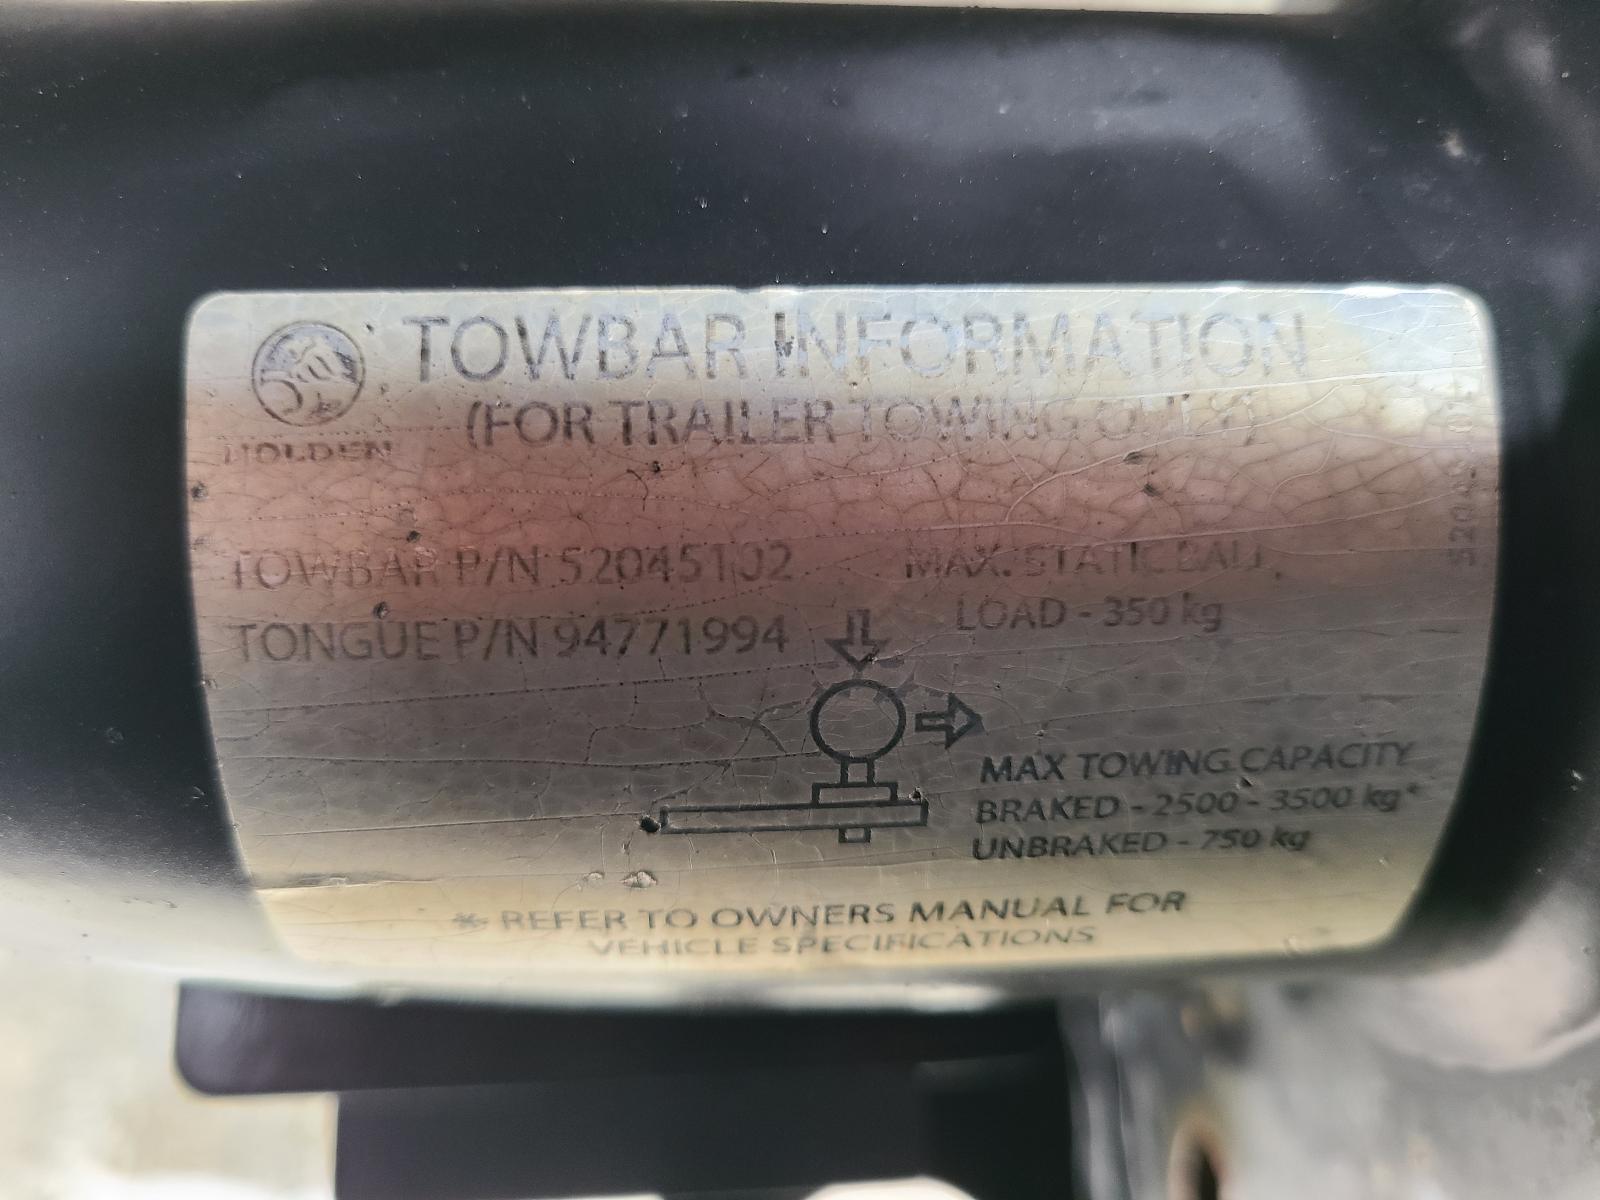 TOWBAR INFORMATION
(FOR TRAILER TOWING ONLY)
HOLDEN
TOWBAR P/N 52045102
TONGUE P/N 94771994
MAX. STATIC BALL
LOAD - 350 kg
MAX TOWING CAPACITY
BRAKED - 2500 - 3500 kg*
UNBRAKED - 750 kg
* REFER TO OWNERS MANUAL FOR
VEHICLE SPECIFICATIONS